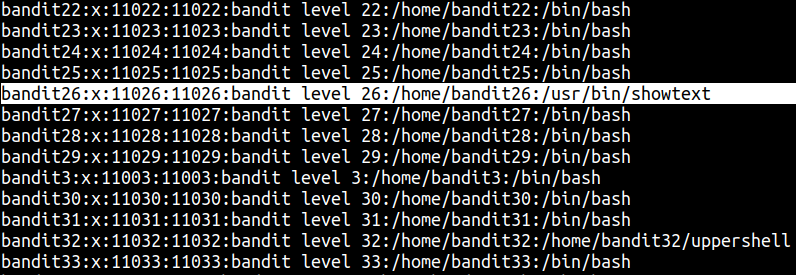 bandit22:x:11022:11022:bandit level 22:/home/bandit22:/bin/bash
bandit23:x:11023:11023:bandit level 23:/home/bandit23:/bin/bash
bandit24:x:11024:11024:bandit level 24:/home/bandit24:/bin/bash
bandit25:x:11025:11025:bandit level 25:/home/bandit25:/bin/bash
bandit26:x:11026:11026:bandit level 26:/home/bandit26:/usr/bin/showtext
bandit27:x:11027:11027:bandit level 27:/home/bandit27:/bin/bash
bandit28:x:11028:11028:bandit level 28:/home/bandit28:/bin/bash
bandit29:x:11029:11029:bandit level 29:/home/bandit29:/bin/bash
bandit3:x:11003:11003:bandit level 3:/home/bandit3:/bin/bash
bandit30:x:11030:11030:bandit level 30:/home/bandit30:/bin/bash
bandit31:x:11031:11031:bandit level 31:/home/bandit31:/bin/bash
bandit32:x:11032:11032:bandit level 32:/home/bandit32:/home/bandit32/uppershell
bandit33:x:11033:11033:bandit level 33:/home/bandit33:/bin/bash